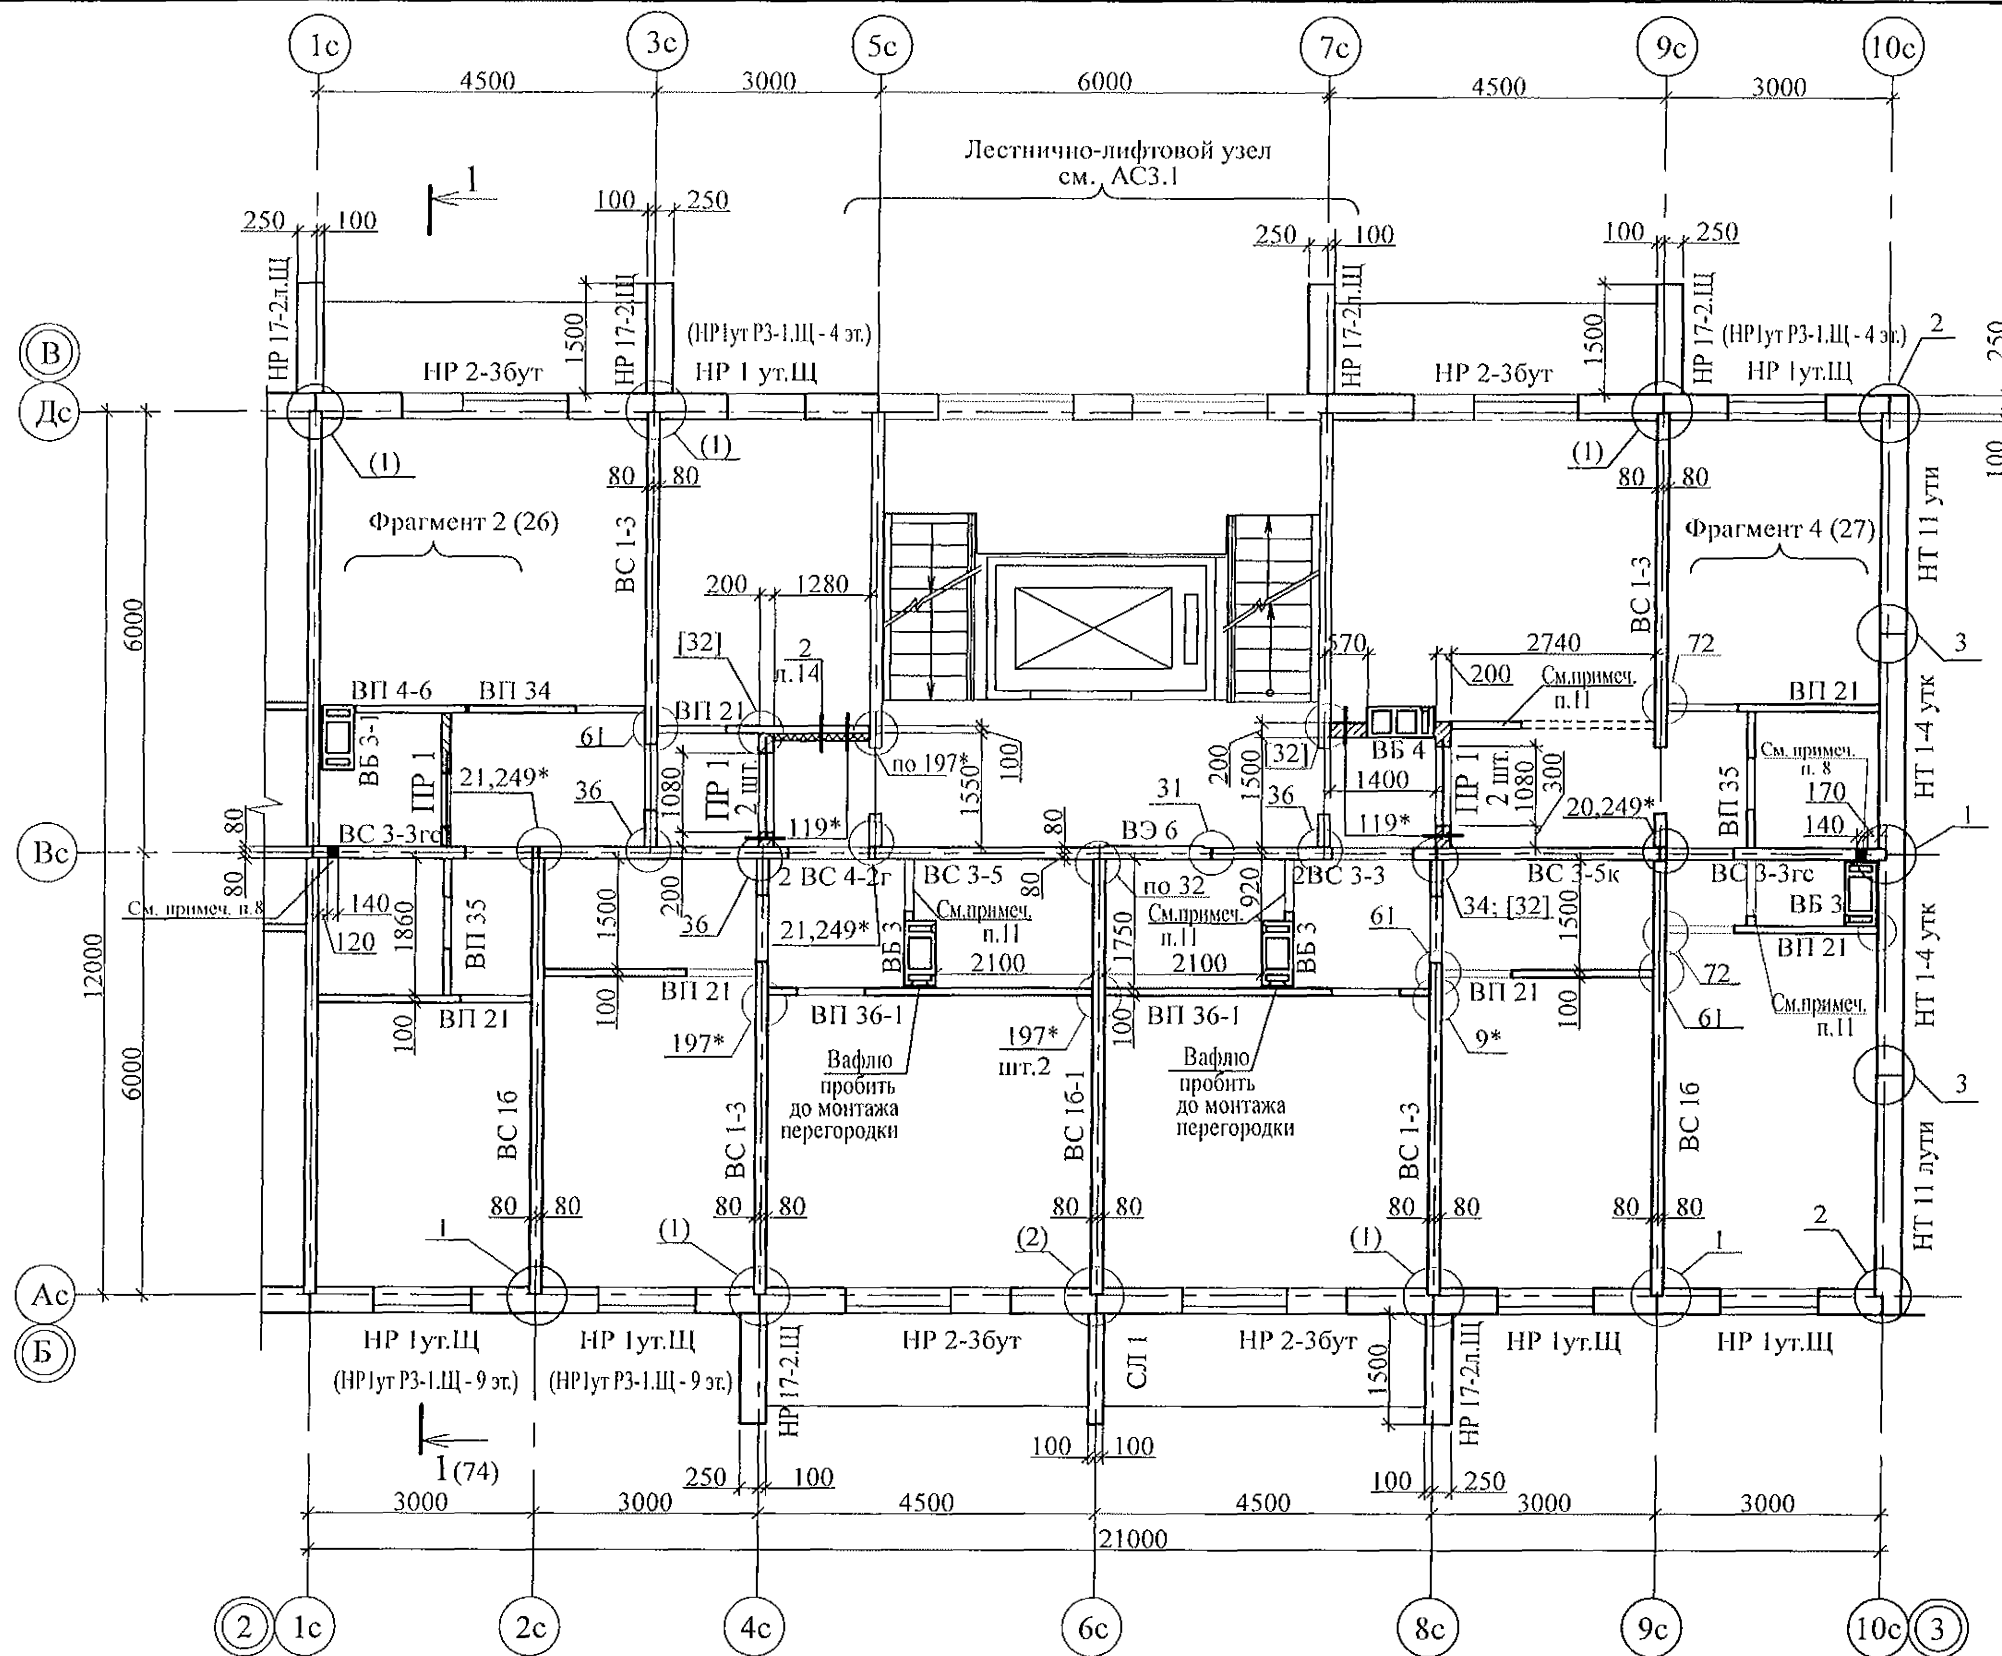 1с 3с 5с 7с 9с 10с
4500 3000 6000 4500 3000
Лестнично-лифтовой узел
см. АС3.1
1
250 100
100 250
250 100
100 250
НР 17-2л.Щ
НР 17-2.Щ
НР 17-2л.Щ
НР 17-2.Щ
1500
1500
(НР1ут Р3-1.Щ - 4 эт.)
(НР1ут Р3-1.Щ - 4 эт.)
2
250
100
НР 2-3бут
НР 1 ут.Щ
НР 2-3бут
НР 1ут.Щ
В
Дс
(1)
(1)
(1)
80 80
80 80
Фрагмент 2 (26)
Фрагмент 4 (27)
ВС 1-3
ВС 1-3
НТ 11 ути
6000
200 1280
[32]
2
л.14
570
2740
200
См.примеч.
п.11
72
3
ВП 4-6
ВП 34
ВП 21
ВП 21
61
ВБ 3-1
ПР 1
21,249*
36
1080
ПР 1
2 шт.
119*
по 197*
1550
100
31
200
1500
[32]
36
ВБ 4
1400
119*
ПР 1
2 шт.
1080
300
20,249*
ВП 35
См. примеч.
п. 8
170
140
НТ 1-4 утк
1
Вс
80
80
ВС 3-3гс
ВЭ 6
80
80
2 ВС 4-2г
ВС 3-5
2ВС 3-3
ВС 3-5к
ВС 3-3гс
См. примеч. п.8
140
120
1860
ВП 35
1500
200
36
21,249*
См.примеч.
п.11
ВБ 3
2100
по 32
См.примеч.
п.11
1750
920
2100
ВБ 3
61
34; [32]
1500
ВБ 3
ВП 21
72
61
См.примеч.
п.11
НТ 1-4 утк
12000
6000
ВП 21
100
ВП 21
100
197*
ВП 36-1
197*
шт.2
100
ВП 36-1
ВП 21
9*
100
3
Вафлю
пробить
до монтажа
перегородки
Вафлю
пробить
до монтажа
перегородки
ВС 1б
ВС 1-3
ВС 1б-1
ВС 1-3
ВС 1б
НТ 11 лути
80 80
80 80
80 80
80 80
80 80
1
(1)
(2)
(1)
1
2
Ас
Б
НР 1ут.Щ
НР 1ут.Щ
НР 2-3бут
НР 2-3бут
НР 1ут.Щ
НР 1ут.Щ
(НР1ут Р3-1.Щ - 9 эт.)
(НР1ут Р3-1.Щ - 9 эт.)
НР 17-2.Щ
СЛ 1
1500
НР 17-2л.Щ
1(74)
250 100
100 100
100 250
3000 3000 4500 4500 3000 3000
21000
2 1с 2с 4с 6с 8с 9с 10с 3